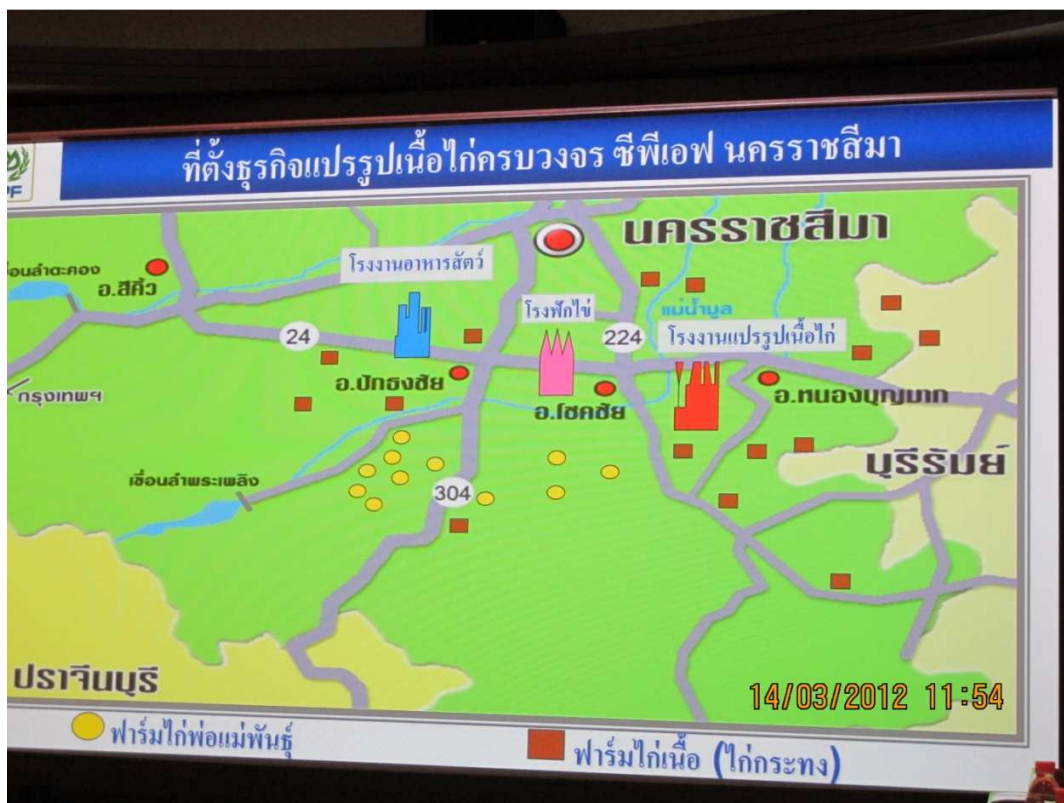 ที่ตั้งธุรกิจแปรรูปเนื้อไก่ครบวงจร ซีพีเอฟ นครราชสีมา
นครราชสีมา
โรงงานอาหารสัตว์
อ.สีคิ้ว
โรงฟักไข่
แม่น้ำมูล
24
224
โรงงานแปรรูปเนื้อไก่
อ.ปักธงชัย
อ.โชคชัย
อ.หนองบุญมาก
กรุงเทพฯ
บุรีรัมย์
เขื่อนลำพระเพลิง
304
ปราจีนบุรี
14/03/2012 11:54
ฟาร์มไก่พ่อแม่พันธุ์
ฟาร์มไก่เนื้อ (ไก่กระทง)